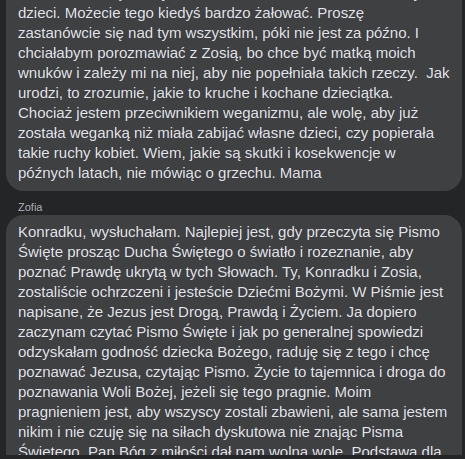 dzieci. Możecie tego kiedyś bardzo żałować. Proszę
zastanówcie się nad tym wszystkim, póki nie jest za późno. I
chciałabym porozmawiać z Zosią, bo chce być matką moich
wnuków i zależy mi na niej, aby nie popełniała takich rzeczy.  Jak
urodzi, to zrozumie, jakie to kruche i kochane dzieciątka.
Chociaż jestem przeciwnikiem weganizmu, ale wolę, aby już
została weganką niż miała zabijać własne dzieci, czy popierała
takie ruchy kobiet. Wiem, jakie są skutki i kosekwencje w
późnych latach, nie mówiąc o grzechu. Mama
Zofia
Konradku, wysłuchałam. Najlepiej jest, gdy przeczyta się Pismo
Święte prosząc Ducha Świętego o światło i rozeznanie, aby
poznać Prawdę ukrytą w tych Słowach. Ty, Konradku i Zosia,
zostaliście ochrzczeni i jesteście Dziećmi Bożymi. W Piśmie jest
napisane, że Jezus jest Drogą, Prawdą i Życiem. Ja dopiero
zaczynam czytać Pismo Święte i jak po generalnej spowiedzi
odzyskałam godność dziecka Bożego, raduję się z tego i chcę
poznawać Jezusa, czytając Pismo. Życie to tajemnica i droga do
poznawania Woli Bożej, jeżeli się tego pragnie. Moim
pragnieniem jest, aby wszyscy zostali zbawieni, ale sama jestem
nikim i nie czuję się na siłach dyskutowa nie znając Pisma
Świętego. Pan Bóg z miłości dał nam wolną wolę. Podstawą dla